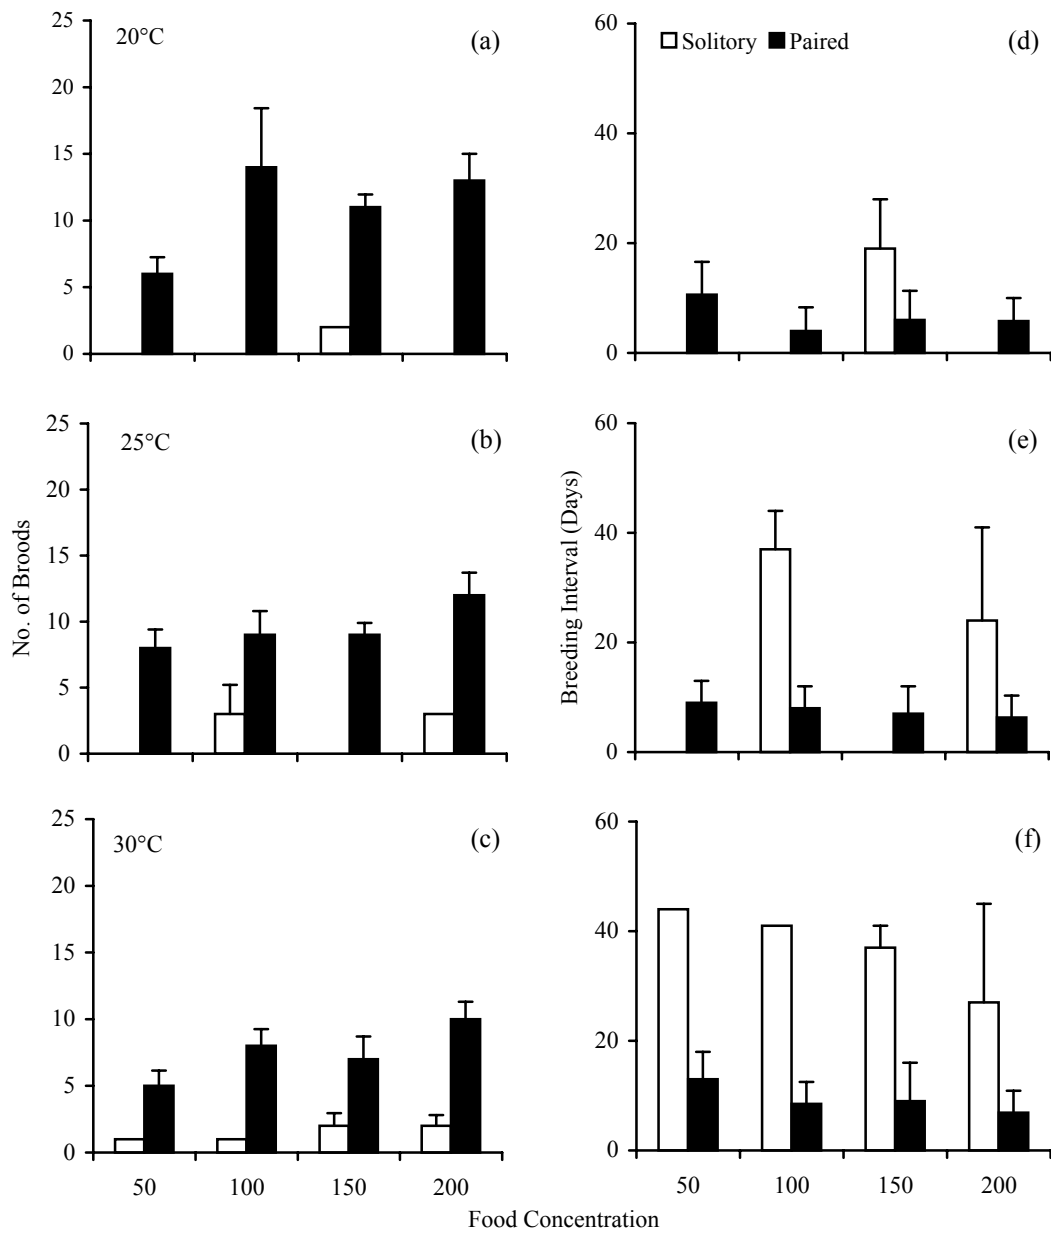 25
20
15
10
5
0
20°C
(a)
60
40
20
0
Solitory
Paired
(d)
25
20
15
10
5
0
25°C
(b)
No. of Broods
60
40
20
0
(e)
Breeding Interval (Days)
25
20
15
10
5
0
30°C
(c)
50 100 150 200
60
40
20
0
(f)
50 100 150 200
Food Concentration